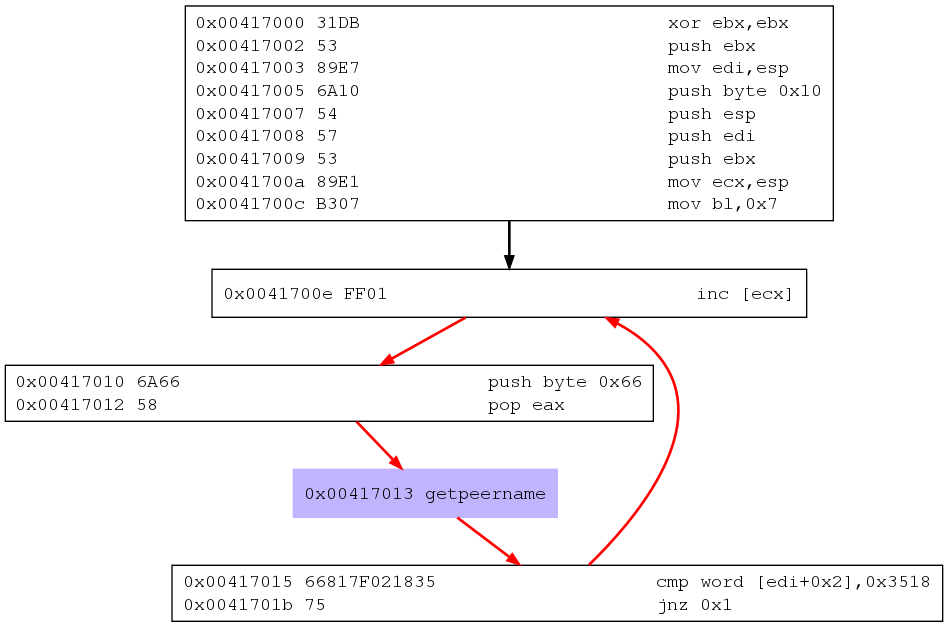 0x00417000 31DB xor ebx,ebx
0x00417002 53 push ebx
0x00417003 89E7 mov edi,esp
0x00417005 6A10 push byte 0x10
0x00417007 54 push esp
0x00417008 57 push edi
0x00417009 53 push ebx
0x0041700a 89E1 mov ecx,esp
0x0041700c B307 mov bl,0x7
0x0041700e FF01 inc [ecx]
0x00417010 6A66 push byte 0x66
0x00417012 58 pop eax
0x00417013 getpeername
0x00417015 66817F021835 cmp word [edi+0x2],0x3518
0x0041701b 75 jnz 0x1